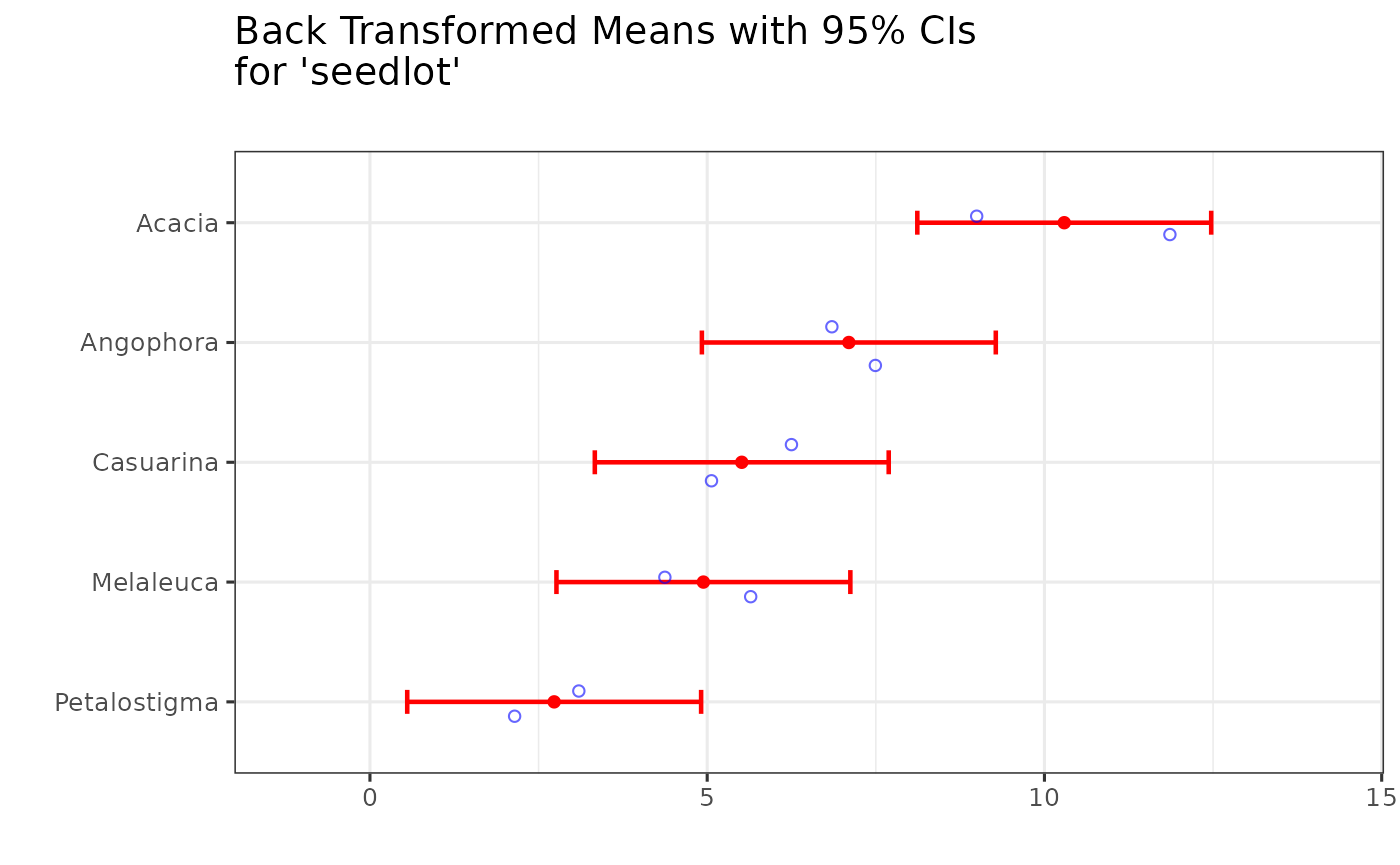 Back Transformed Means with 95% CIs
for 'seedlot'
Acacia
Angophora
Casuarina
Melaleuca
Petalostigma
0 5 10 15